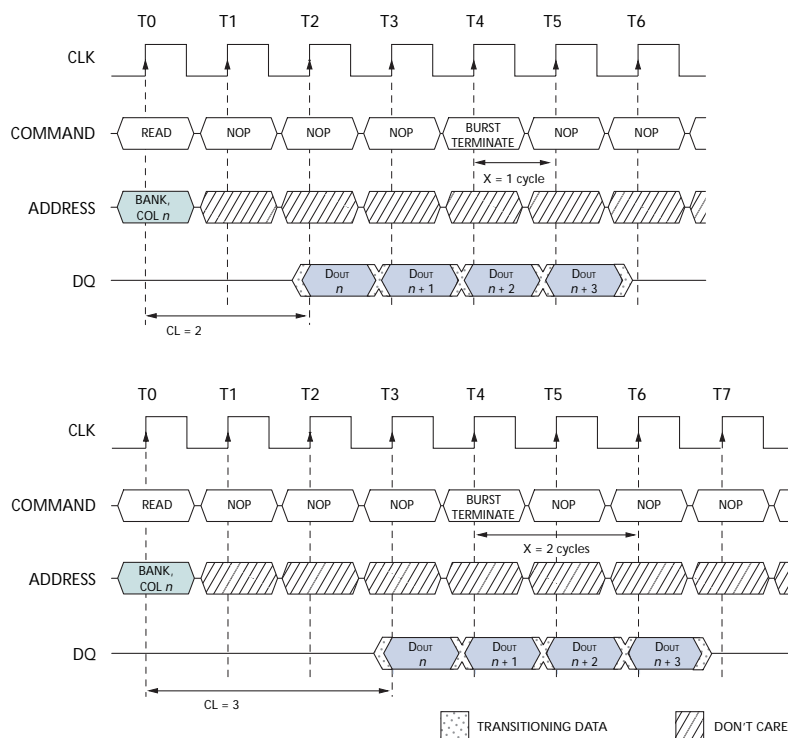 T0 T1 T2 T3 T4 T5 T6
CLK
COMMAND READ NOP NOP NOP BURST TERMINATE NOP NOP
X = 1 cycle
ADDRESS BANK, COL n
DQ DOUT n DOUT n + 1 DOUT n + 2 DOUT n + 3
CL = 2
T0 T1 T2 T3 T4 T5 T6 T7
CLK
COMMAND READ NOP NOP NOP BURST TERMINATE NOP NOP NOP
X = 2 cycles
ADDRESS BANK, COL n
DQ DOUT n DOUT n + 1 DOUT n + 2 DOUT n + 3
CL = 3
TRANSITIONING DATA DON'T CARE